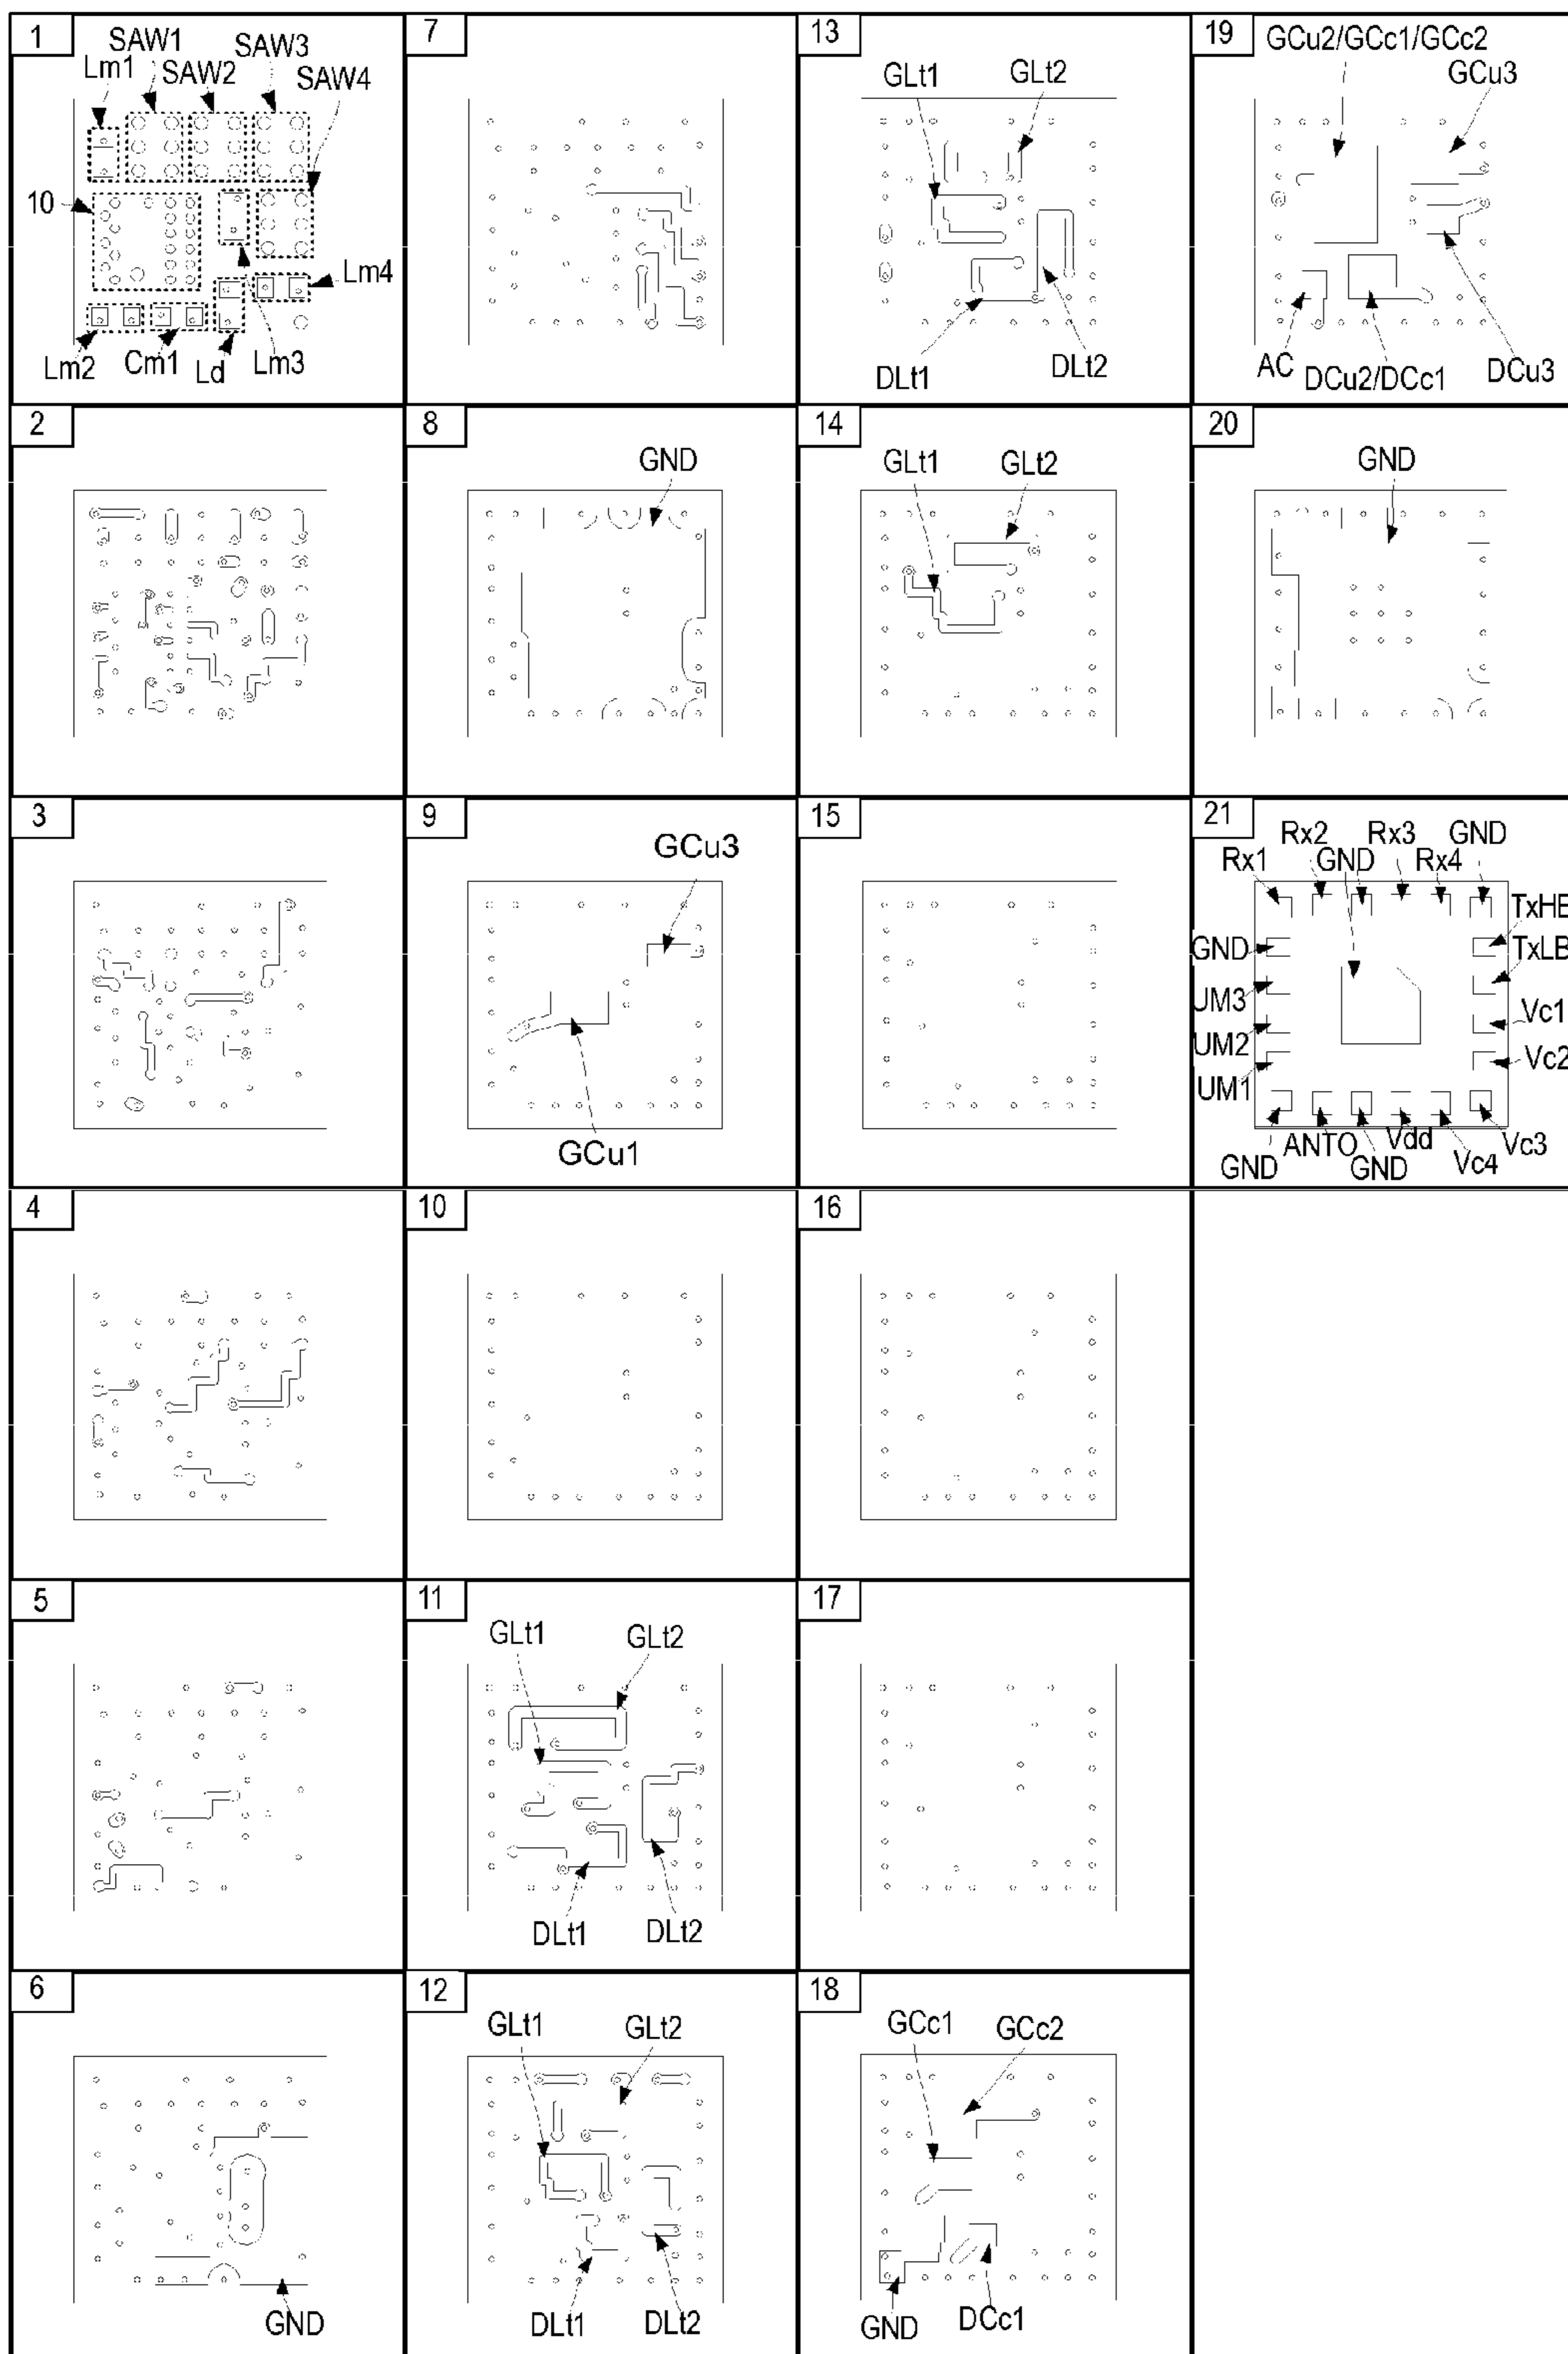 1
SAW1
SAW3
Lm1
SAW2
SAW4
10
Lm4
Lm2
Cm1
Ld
Lm3
7
13
GLt1
GLt2
DLt1
DLt2
19
GCu2/GCc1/GCc2
GCu3
AC
DCu2/DCc1
DCu3
2
8
GND
14
GLt1
GLt2
20
GND
3
9
GCu3
GCu1
15
21
Rx2
Rx3
GND
Rx1
GND
Rx4
TxHB
GND
TxLB
UM3
Vc1
UM2
Vc2
UM1
ANTO
Vdd
Vc3
GND
GND
Vc4
4
10
16
5
11
GLt1
GLt2
DLt1
DLt2
17
6
GND
12
GLt1
GLt2
DLt1
DLt2
18
GCc1
GCc2
GND
DCc1